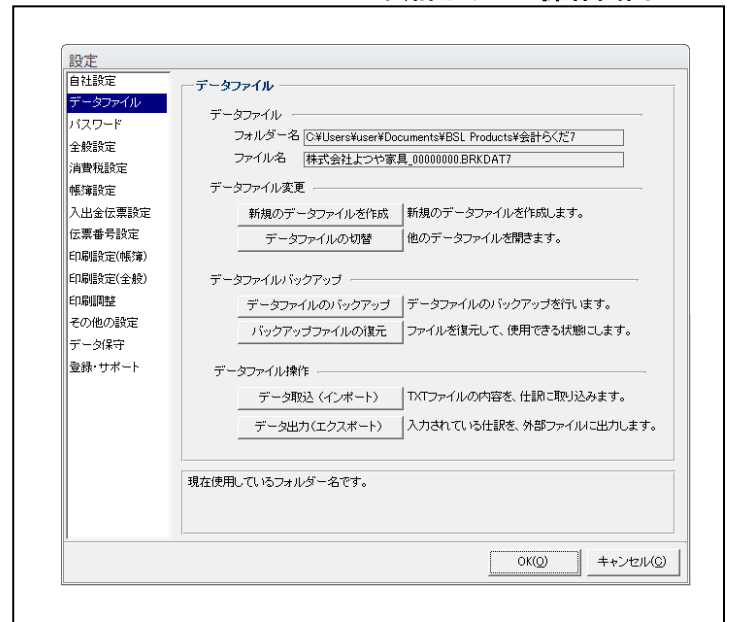 設定
自社設定
データファイル
パスワード
全般設定
消費税設定
帳簿設定
入出金伝票設定
伝票番号設定
印刷設定(帳簿)
印刷設定(全般)
印刷調整
その他の設定
データ保守
登録・サポート
データファイル
データファイル
フォルダー名 C:¥Users¥user¥Documents¥BSL Products¥会計らくだ7
ファイル名 株式会社よつや家具_00000000.BRKDAT7
データファイル変更
新規のデータファイルを作成 新規のデータファイルを作成します。
データファイルの切替 他のデータファイルを開きます。
データファイルバックアップ
データファイルのバックアップ データファイルのバックアップを行います。
バックアップファイルの復元 ファイルを復元して、使用できる状態にします。
データファイル操作
データ取込（インポート） TXTファイルの内容を、仕訳に取り込みます。
データ出力(エクスポート) 入力されている仕訳を、外部ファイルに出力します。
現在使用しているフォルダー名です。
OK(O) キャンセル(C)